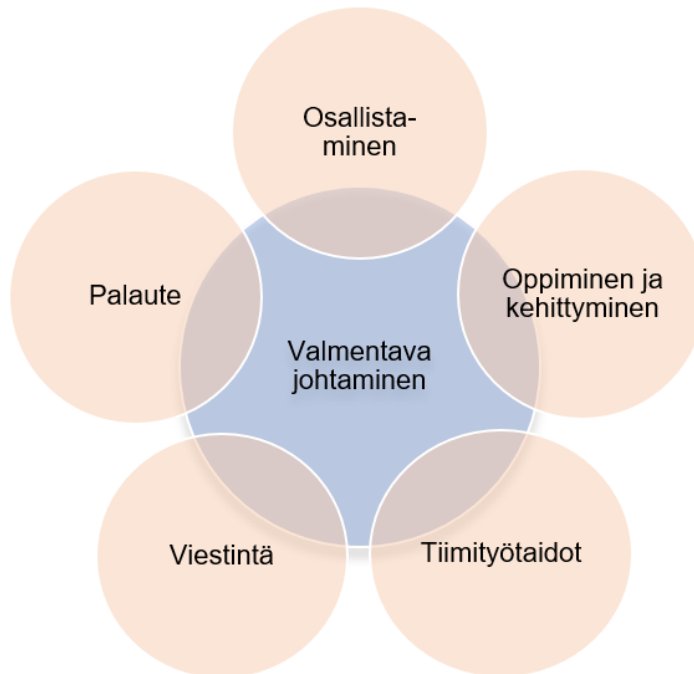 Osallista-
minen
Palaute
Oppiminen ja
kehittyminen
Valmentava
johtaminen
Viestintä
Tiimityötaidot